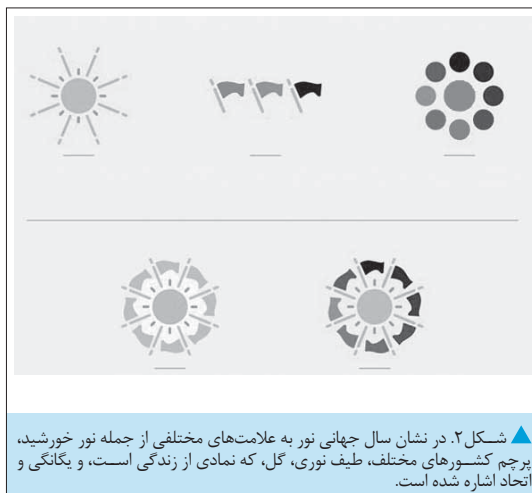 ▲ شکل۲. در نشان سال جهانی نور به علامت‌های مختلفی از جمله نور خورشید،
پرچم کشورهای مختلف، طیف نوری، گل، که نمادی از زندگی است، و یگانگی و
اتحاد اشاره شده است.